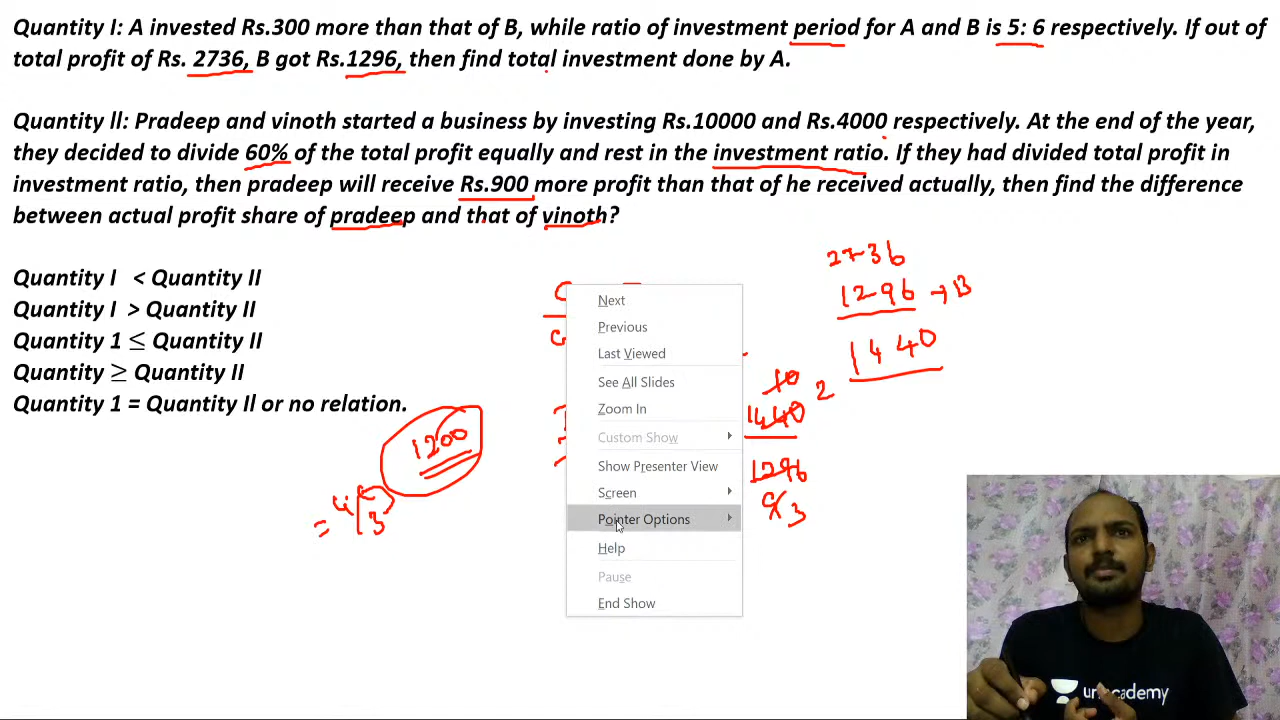 Quantity I: A invested Rs.300 more than that of B, while ratio of investment period for A and B is 5: 6 respectively. If out of
total profit of Rs. 2736, B got Rs.1296, then find total investment done by A.
Quantity ll: Pradeep and vinoth started a business by investing Rs.10000 and Rs.4000 respectively. At the end of the year,
they decided to divide 60% of the total profit equally and rest in the investment ratio. If they had divided total profit in
investment ratio, then pradeep will receive Rs.900 more profit than that of he received actually, then find the difference
between actual profit share of pradeep and that of vinoth?
Quantity I < Quantity II
Quantity I > Quantity II
Quantity 1 ≤ Quantity II
Quantity ≥ Quantity II
Quantity 1 = Quantity II or no relation.
2736
1296 → B
1440
10
1440 2
1296
9 3
1200
= 4/3
Next
Previous
Last Viewed
See All Slides
Zoom In
Custom Show
Show Presenter View
Screen
Pointer Options
Help
Pause
End Show